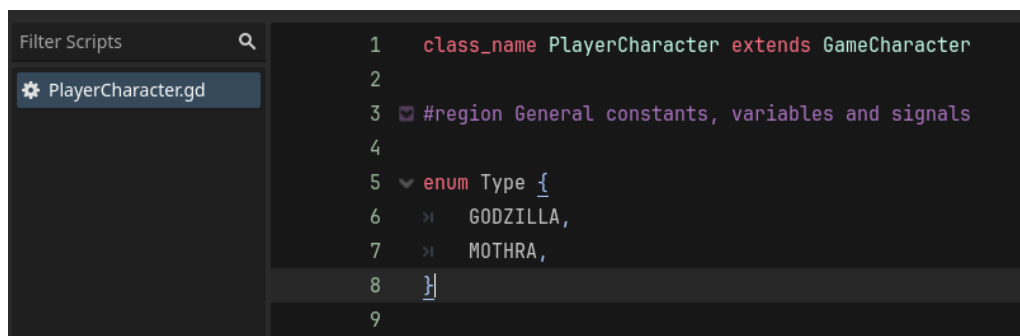 Filter Scripts
PlayerCharacter.gd
1 class_name PlayerCharacter extends GameCharacter
2
3 #region General constants, variables and signals
4
5 enum Type {
6 GODZILLA,
7 MOTHRA,
8 }
9